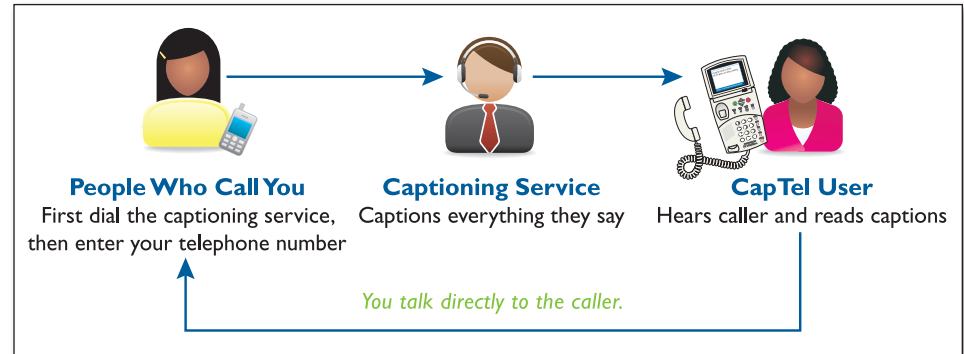 People Who Call You
First dial the captioning service,
then enter your telephone number
Captioning Service
Captions everything they say
CapTel User
Hears caller and reads captions
You talk directly to the caller.